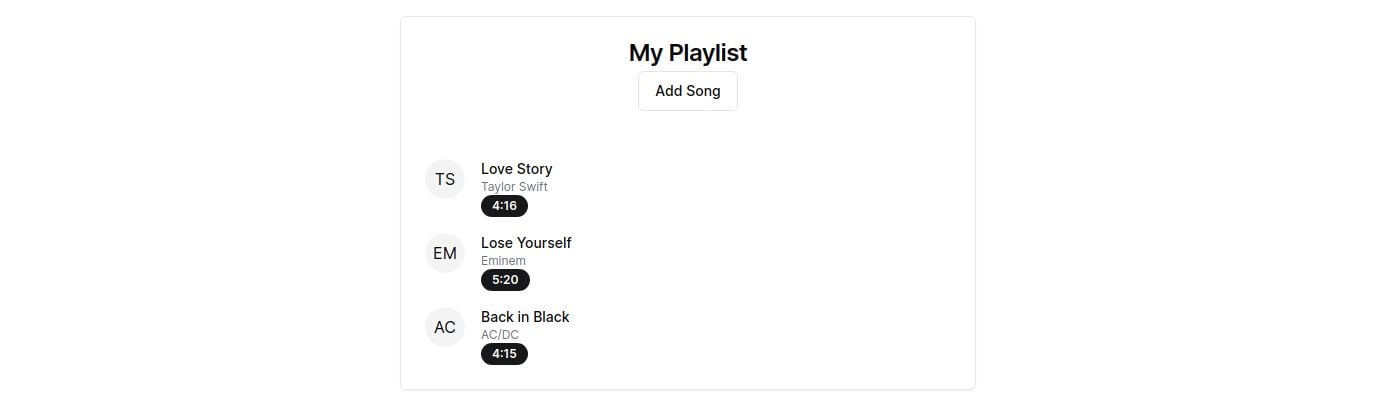 My Playlist
Add Song
TS
Love Story
Taylor Swift
4:16
EM
Lose Yourself
Eminem
5:20
AC
Back in Black
AC/DC
4:15